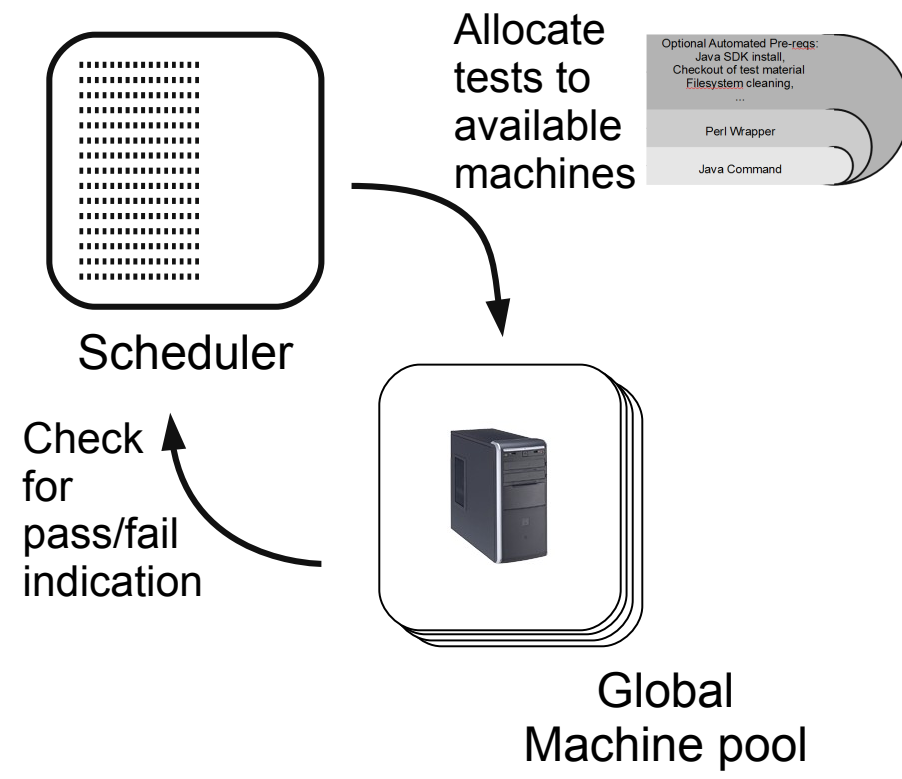 Allocate
tests to
available
machines
Optional Automated Pre-reqs:
Java SDK install,
Checkout of test material
Filesystem cleaning,
...
Perl Wrapper
Java Command
Scheduler
Check
for
pass/fail
indication
Global
Machine pool